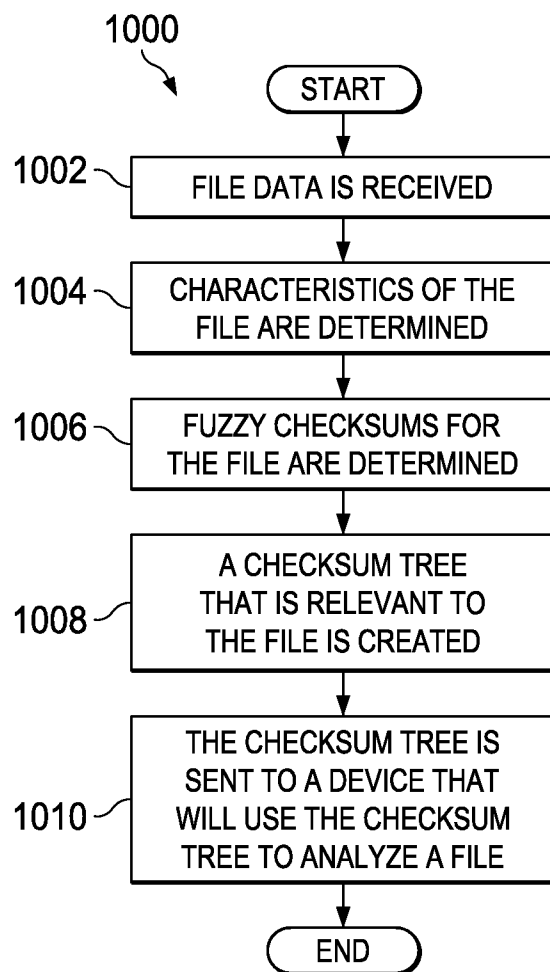 1000
START
1002
FILE DATA IS RECEIVED
1004
CHARACTERISTICS OF THE
FILE ARE DETERMINED
1006
FUZZY CHECKSUMS FOR
THE FILE ARE DETERMINED
1008
A CHECKSUM TREE
THAT IS RELEVANT TO
THE FILE IS CREATED
1010
THE CHECKSUM TREE IS
SENT TO A DEVICE THAT
WILL USE THE CHECKSUM
TREE TO ANALYZE A FILE
END